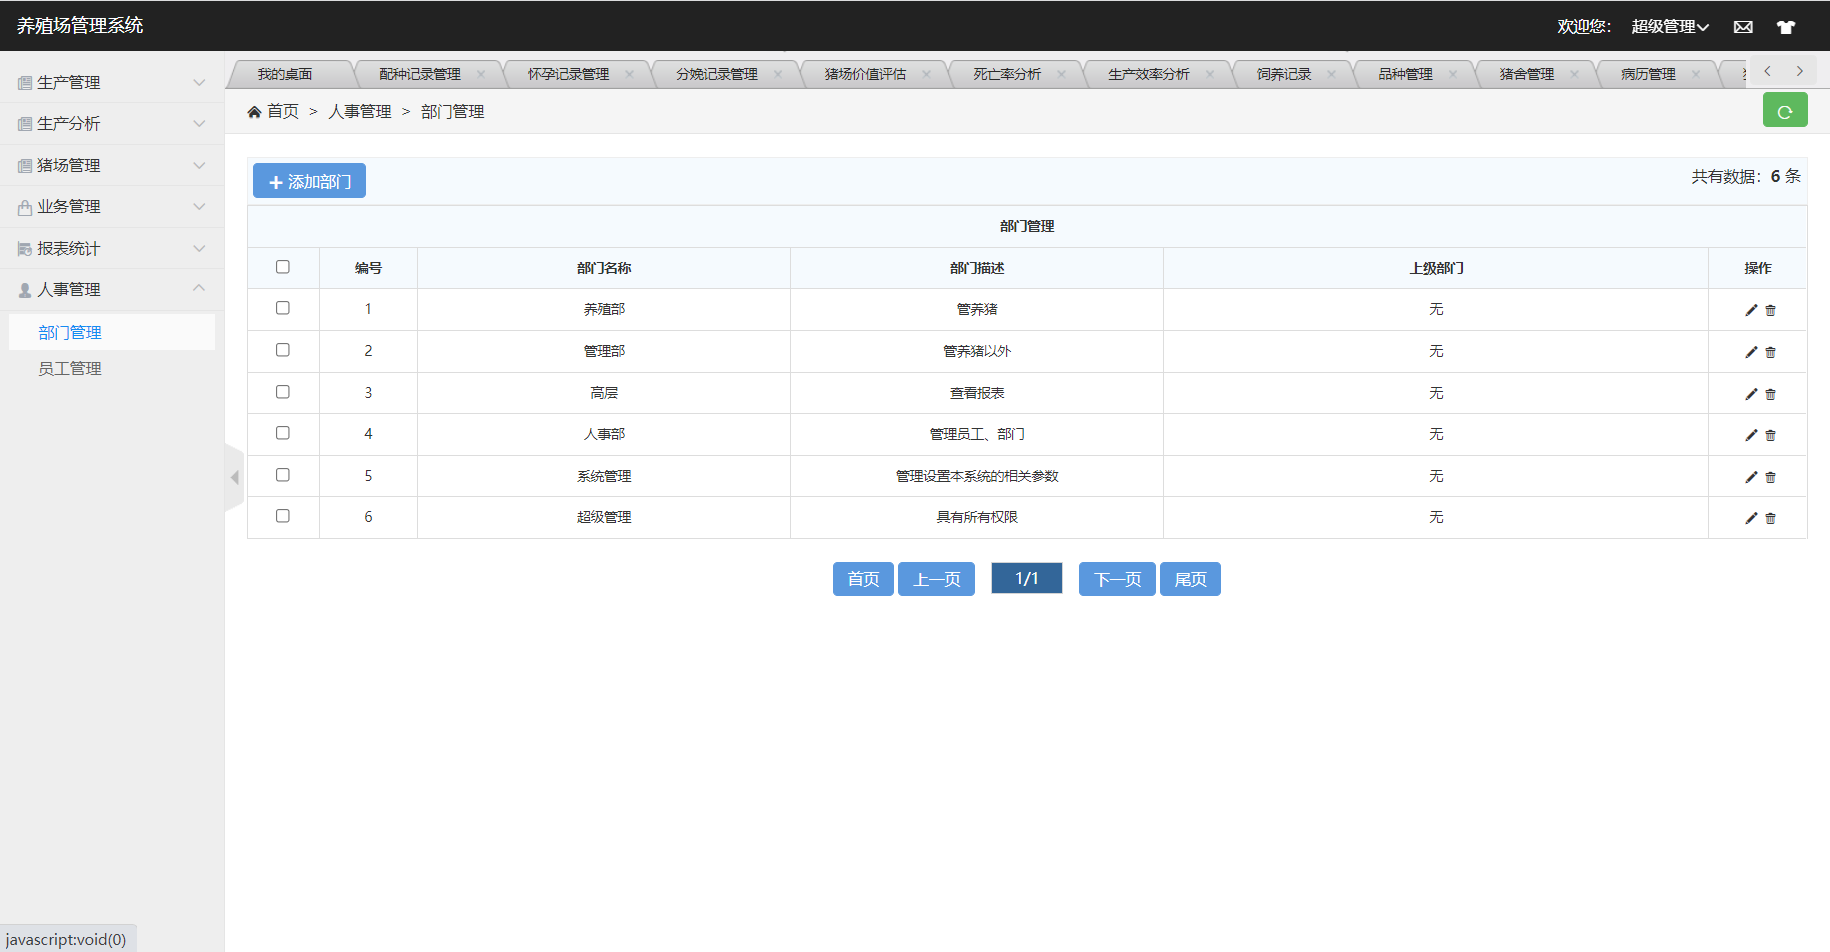 养殖场管理系统
欢迎您： 超级管理
生产管理
生产分析
猪场管理
业务管理
报表统计
人事管理
部门管理
员工管理
我的桌面 配种记录管理 怀孕记录管理 分娩记录管理 猪场价值评估 死亡率分析 生产效率分析 饲养记录 品种管理 猪舍管理 病历管理
首页 > 人事管理 > 部门管理
添加部门
共有数据：6 条
部门管理
编号 部门名称 部门描述 上级部门 操作
1 养殖部 管养猪 无
2 管理部 管养猪以外 无
3 高层 查看报表 无
4 人事部 管理员工、部门 无
5 系统管理 管理设置本系统的相关参数 无
6 超级管理 具有所有权限 无
首页 上一页 1/1 下一页 尾页
javascript:void(0)